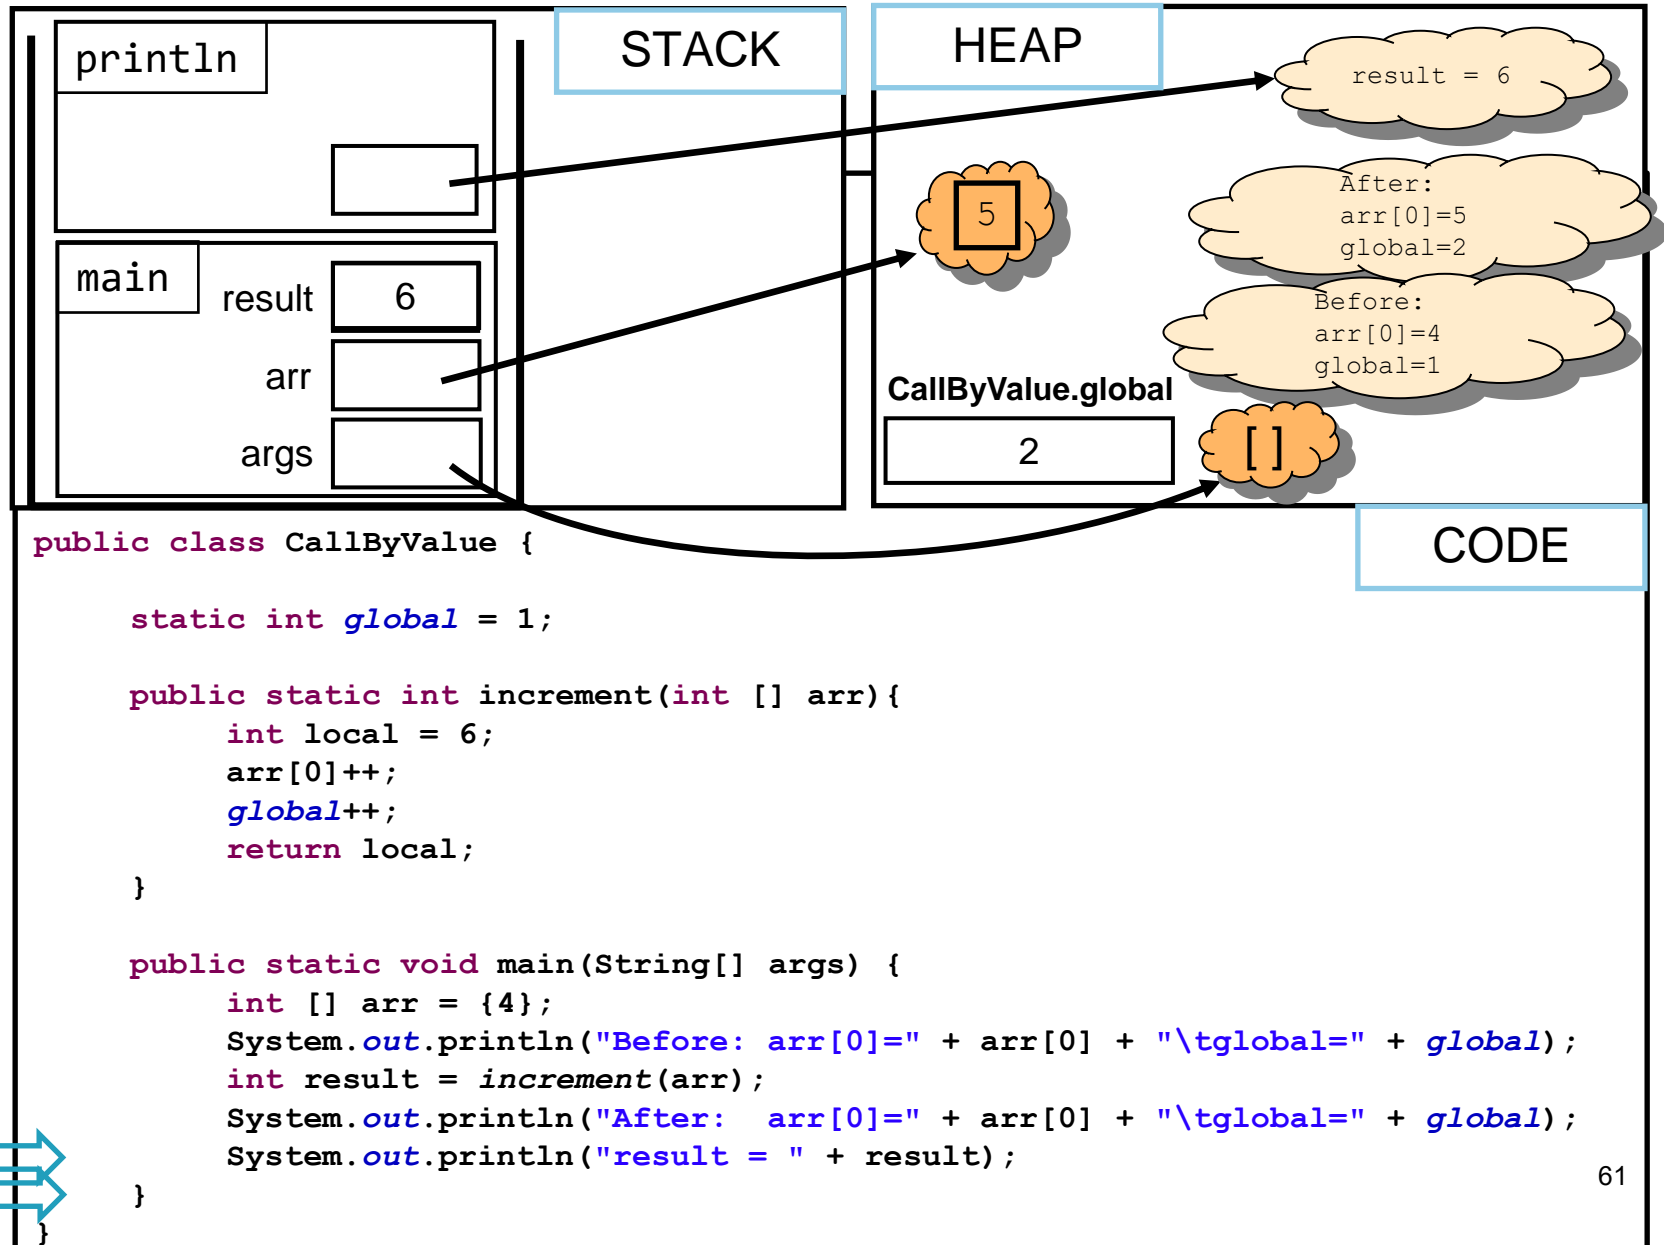 STACK
HEAP
println
result = 6
5
After:
arr[0]=5
global=2
main
result
6
Before:
arr[0]=4
global=1
arr
CallByValue.global
args
2
[]
CODE
public class CallByValue {
static int global = 1;
public static int increment(int [] arr){
int local = 6;
arr[0]++;
global++;
return local;
}
public static void main(String[] args) {
int [] arr = {4};
System.out.println("Before: arr[0]=" + arr[0] + "\tglobal=" + global);
int result = increment(arr);
System.out.println("After:  arr[0]=" + arr[0] + "\tglobal=" + global);
System.out.println("result = " + result);
}
}
61